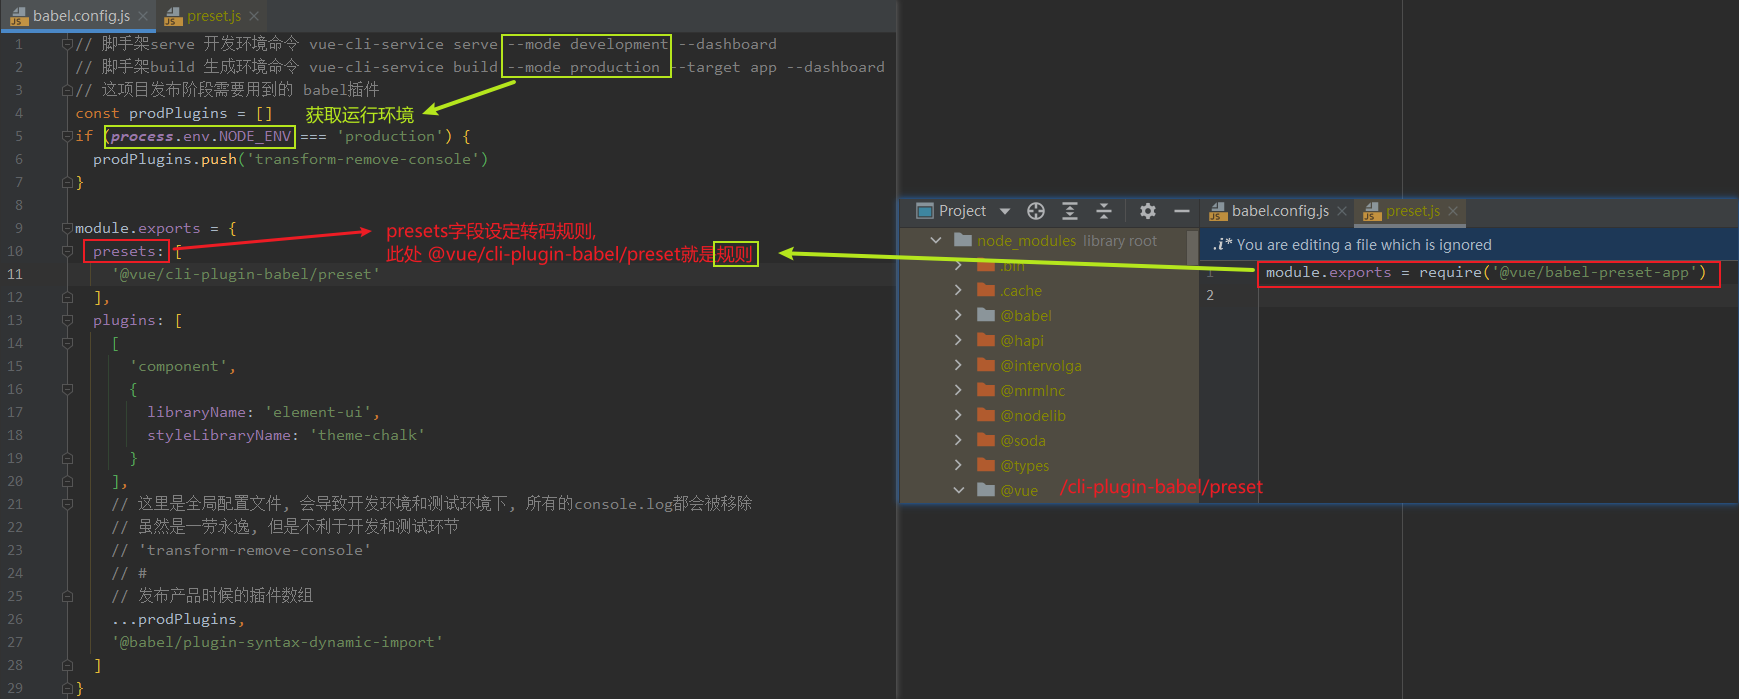 babel.config.js
preset.js
1 // 脚手架serve 开发环境命令 vue-cli-service serve --mode development --dashboard
2 // 脚手架build 生成环境命令 vue-cli-service build --mode production --target app --dashboard
3 // 这项目发布阶段需要用到的 babel插件
4 const prodPlugins = []
获取运行环境
5 if (process.env.NODE_ENV === 'production') {
6 prodPlugins.push('transform-remove-console')
7 }
8
9 module.exports = {
10 presets: [
presets字段设定转码规则,
此处 @vue/cli-plugin-babel/preset就是规则
11 '@vue/cli-plugin-babel/preset'
12 ],
13 plugins: [
14 [
15 'component',
16 {
17 libraryName: 'element-ui',
18 styleLibraryName: 'theme-chalk'
19 }
20 ],
21 // 这里是全局配置文件, 会导致开发环境和测试环境下, 所有的console.log都会被移除
22 // 虽然是一劳永逸, 但是不利于开发和测试环节
23 // 'transform-remove-console'
24 // #
25 // 发布产品时候的插件数组
26 ...prodPlugins,
27 '@babel/plugin-syntax-dynamic-import'
28 ]
29 }
Project
node_modules library root
.bin
.cache
@babel
@hapi
@intervolga
@mrmlnc
@nodelib
@soda
@types
@vue /cli-plugin-babel/preset
babel.config.js
preset.js
.i* You are editing a file which is ignored
1 module.exports = require('@vue/babel-preset-app')
2